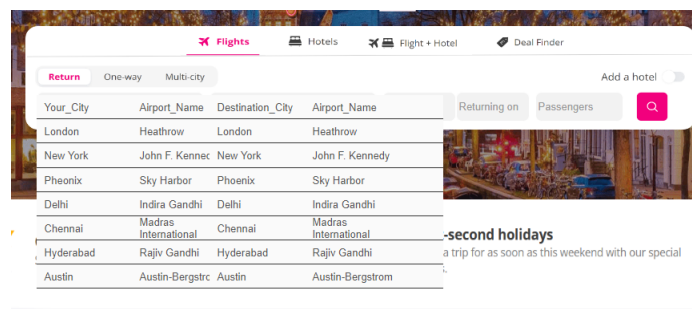 Flights Hotels Flight + Hotel Deal Finder
Return One-way Multi-city Add a hotel
Your_City Airport_Name Destination_City Airport_Name Returning on Passengers
London Heathrow London Heathrow
New York John F. Kennec New York John F. Kennedy
Pheonix Sky Harbor Phoenix Sky Harbor
Delhi Indira Gandhi Delhi Indira Gandhi
Chennai Madras International Chennai Madras International
-second holidays
Hyderabad Rajiv Gandhi Hyderabad Rajiv Gandhi
a trip for as soon as this weekend with our special
Austin Austin-Bergstrc Austin Austin-Bergstrom